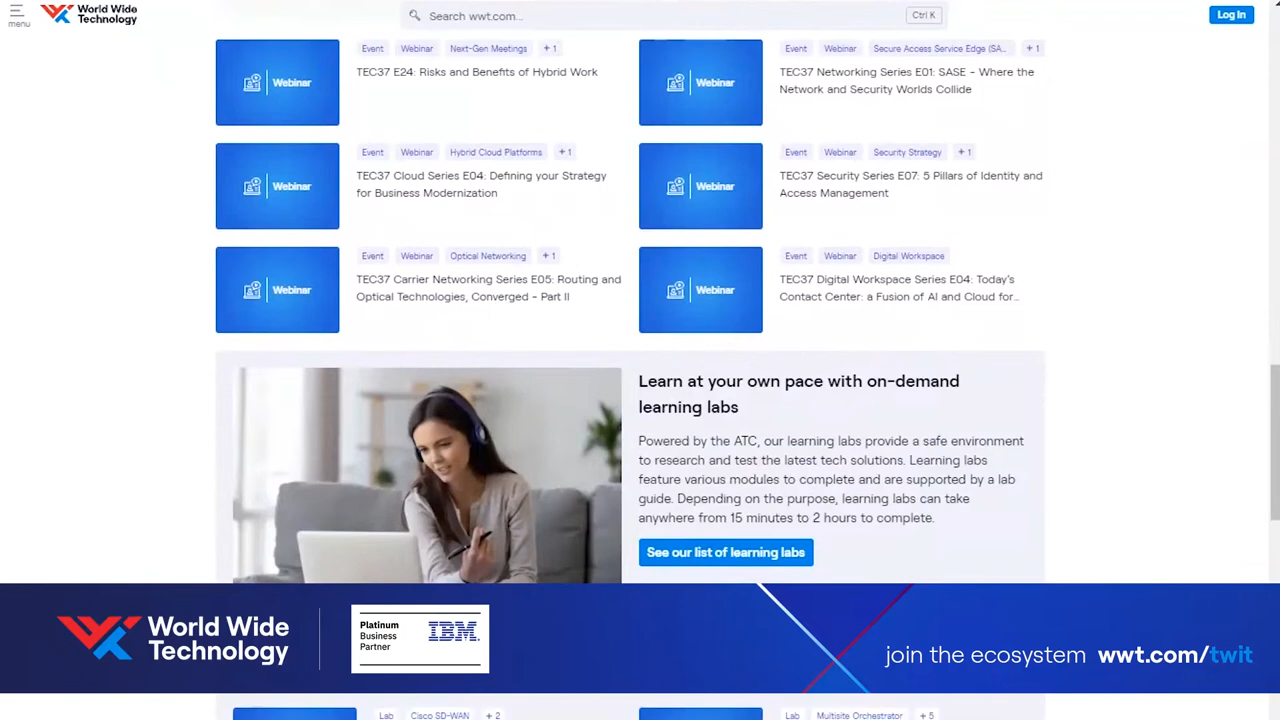 menu
World Wide
Technology
Search wwt.com...
Ctrl K
Log In
Webinar
Event Webinar Next-Gen Meetings + 1
TEC37 E24: Risks and Benefits of Hybrid Work
Webinar
Event Webinar Secure Access Service Edge (SA... + 1
TEC37 Networking Series E01: SASE - Where the
Network and Security Worlds Collide
Webinar
Event Webinar Hybrid Cloud Platforms + 1
TEC37 Cloud Series E04: Defining your Strategy
for Business Modernization
Webinar
Event Webinar Security Strategy + 1
TEC37 Security Series E07: 5 Pillars of Identity and
Access Management
Webinar
Event Webinar Optical Networking + 1
TEC37 Carrier Networking Series E05: Routing and
Optical Technologies, Converged - Part II
Webinar
Event Webinar Digital Workspace
TEC37 Digital Workspace Series E04: Today's
Contact Center: a Fusion of AI and Cloud for...
Learn at your own pace with on-demand
learning labs
Powered by the ATC, our learning labs provide a safe environment
to research and test the latest tech solutions. Learning labs
feature various modules to complete and are supported by a lab
guide. Depending on the purpose, learning labs can take
anywhere from 15 minutes to 2 hours to complete.
See our list of learning labs
World Wide
Technology
Platinum
Business
Partner
IBM.
join the ecosystem wwt.com/twit
Lab Cisco SD-WAN + 2
Lab Multisite Orchestrator + 5